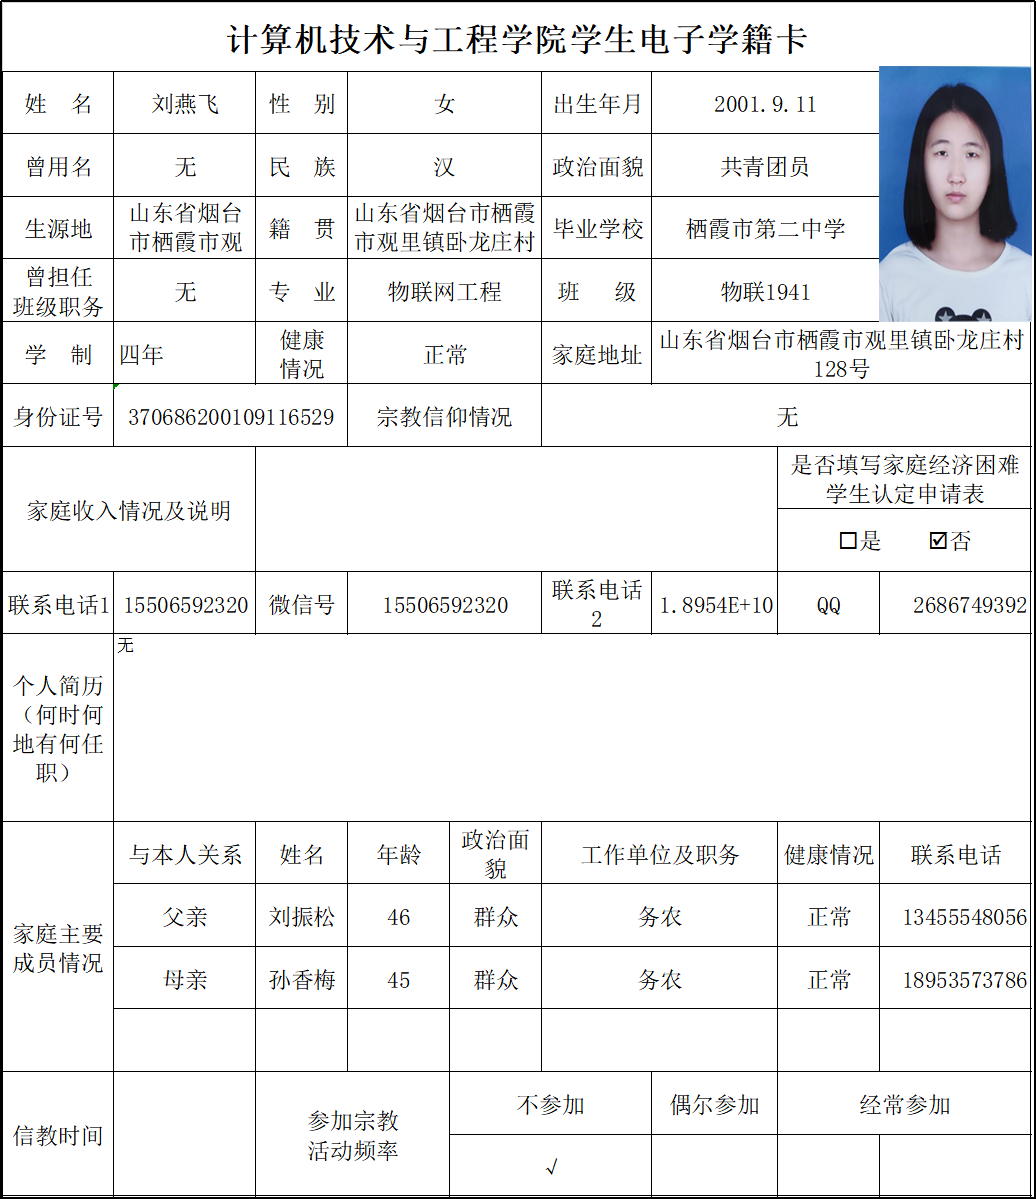 计算机技术与工程学院学生电子学籍卡
姓 名 刘燕飞 性 别 女 出生年月 2001.9.11
曾用名 无 民 族 汉 政治面貌 共青团员
生源地 山东省烟台
市栖霞市观 籍 贯 山东省烟台市栖霞
市观里镇卧龙庄村 毕业学校 栖霞市第二中学
曾担任
班级职务 无 专 业 物联网工程 班 级 物联1941
学 制 四年 健康
情况 正常 家庭地址 山东省烟台市栖霞市观里镇卧龙庄村
128号
身份证号 370686200109116529 宗教信仰情况 无
家庭收入情况及说明
是否填写家庭经济困难
学生认定申请表
☐是 ☑否
联系电话1 15506592320 微信号 15506592320 联系电话
2 1.8954E+10 QQ 2686749392
个人简历
（何时何
地有何任
职） 无
家庭主要
成员情况
与本人关系 姓名 年龄 政治面
貌 工作单位及职务 健康情况 联系电话
父亲 刘振松 46 群众 务农 正常 13455548056
母亲 孙香梅 45 群众 务农 正常 18953573786
信教时间 参加宗教
活动频率 不参加 偶尔参加 经常参加
√